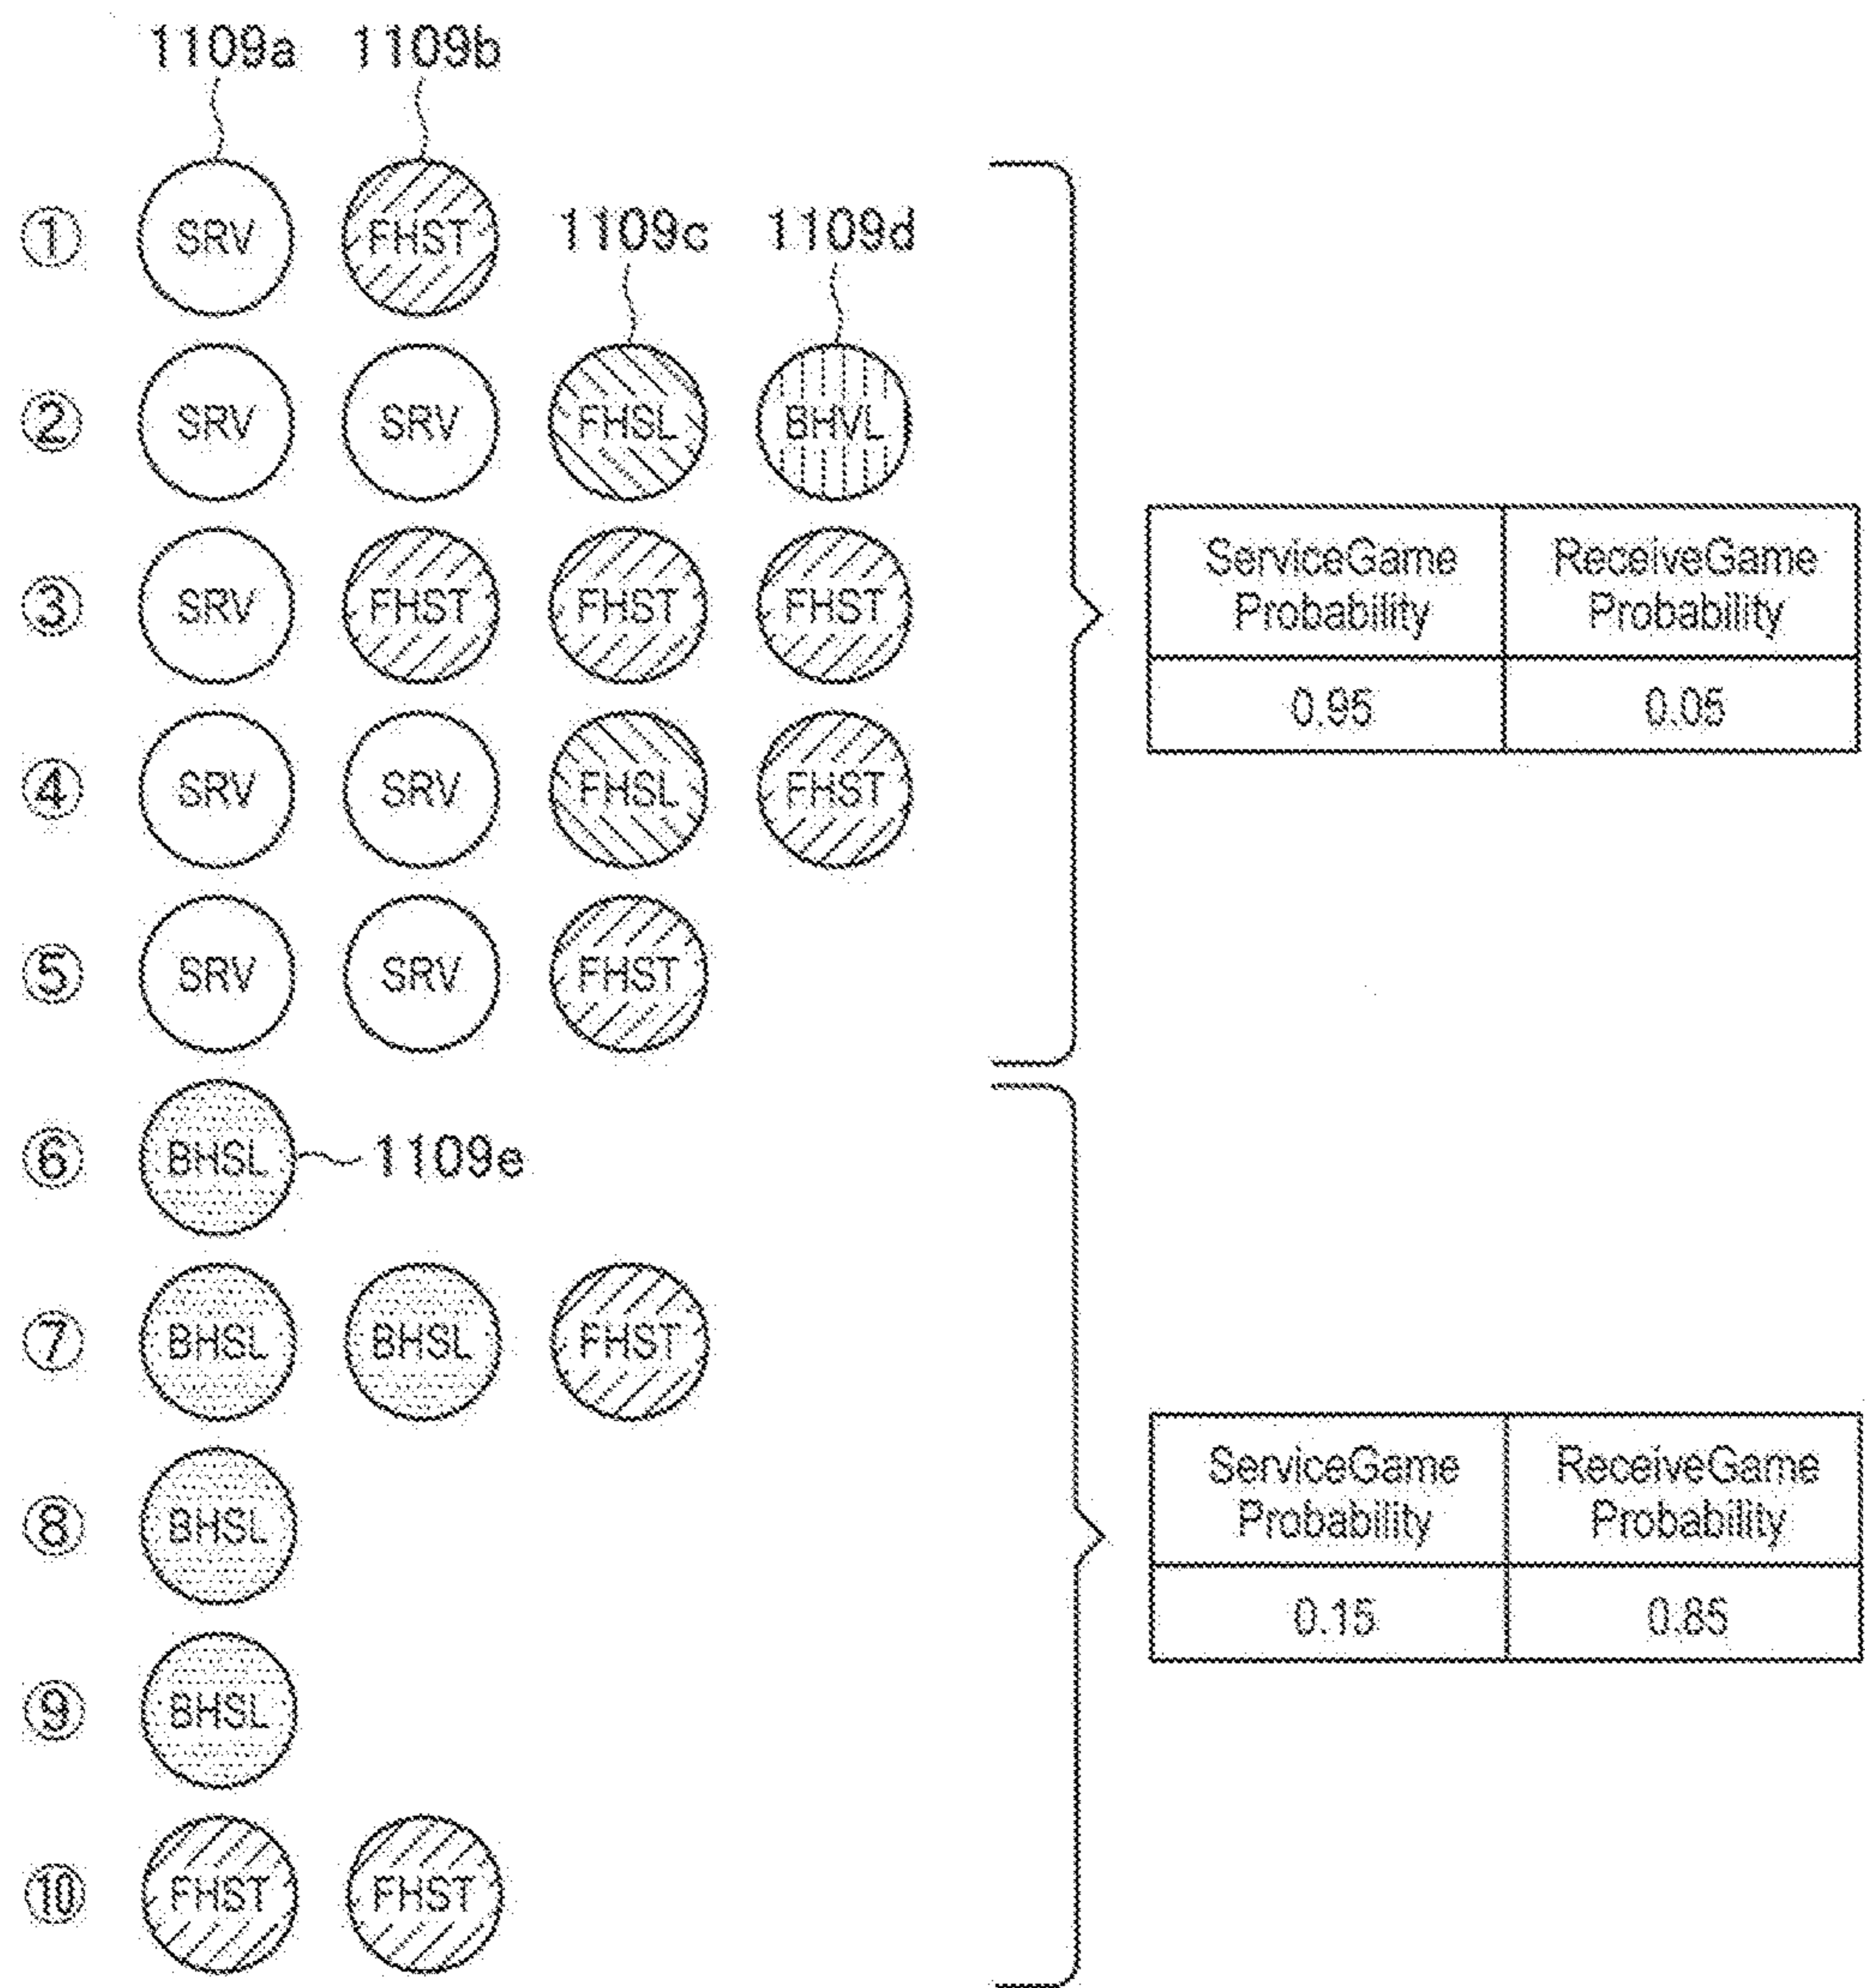 1109a 1109b
① SRV FHST 1109c 1109d
② SRV SRV FHSL BHVL
③ SRV FHST FHST FHST
④ SRV SRV FHSL FHST
⑤ SRV SRV FHST
ServiceGame Probability ReceiveGame Probability
0.95 0.05
⑥ BHSL 1109e
⑦ BHSL BHSL FHST
⑧ BHSL
⑨ BHSL
⑩ FHST FHST
ServiceGame Probability ReceiveGame Probability
0.15 0.85